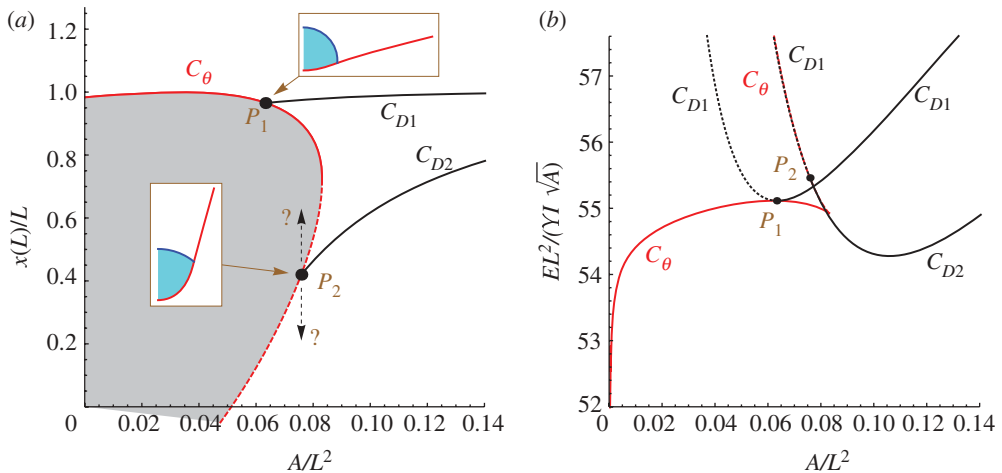 (a)
1.2
1.0
0.8
0.6
0.4
0.2
0
x(L)/L
C_θ
P_1
C_D1
C_D2
?
P_2
?
0 0.02 0.04 0.06 0.08 0.10 0.12 0.14
A/L^2
(b)
57
56
55
54
53
52
EL^2/(YI √A)
C_D1
C_θ
C_D1
C_D1
P_2
P_1
C_θ
C_D2
0 0.02 0.04 0.06 0.08 0.10 0.12 0.14
A/L^2